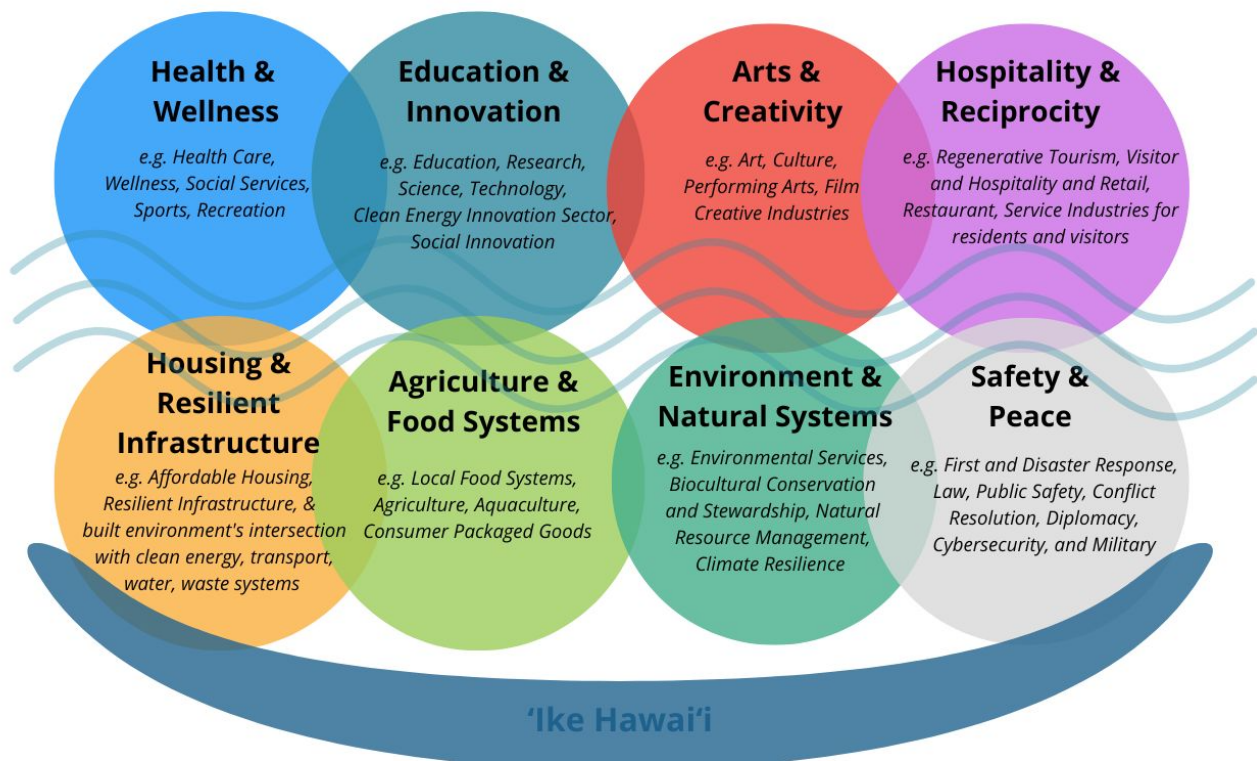 Health &
Wellness
e.g. Health Care,
Wellness, Social Services,
Sports, Recreation
Education &
Innovation
e.g. Education, Research,
Science, Technology,
Clean Energy Innovation Sector,
Social Innovation
Arts &
Creativity
e.g. Art, Culture,
Performing Arts, Film
Creative Industries
Hospitality &
Reciprocity
e.g. Regenerative Tourism, Visitor
and Hospitality and Retail,
Restaurant, Service Industries for
residents and visitors
Housing &
Resilient
Infrastructure
e.g. Affordable Housing,
Resilient Infrastructure, &
built environment's intersection
with clean energy, transport,
water, waste systems
Agriculture &
Food Systems
e.g. Local Food Systems,
Agriculture, Aquaculture,
Consumer Packaged Goods
Environment &
Natural Systems
e.g. Environmental Services,
Biocultural Conservation
and Stewardship, Natural
Resource Management,
Climate Resilience
Safety &
Peace
e.g. First and Disaster Response,
Law, Public Safety, Conflict
Resolution, Diplomacy,
Cybersecurity, and Military
‘Ike Hawai‘i